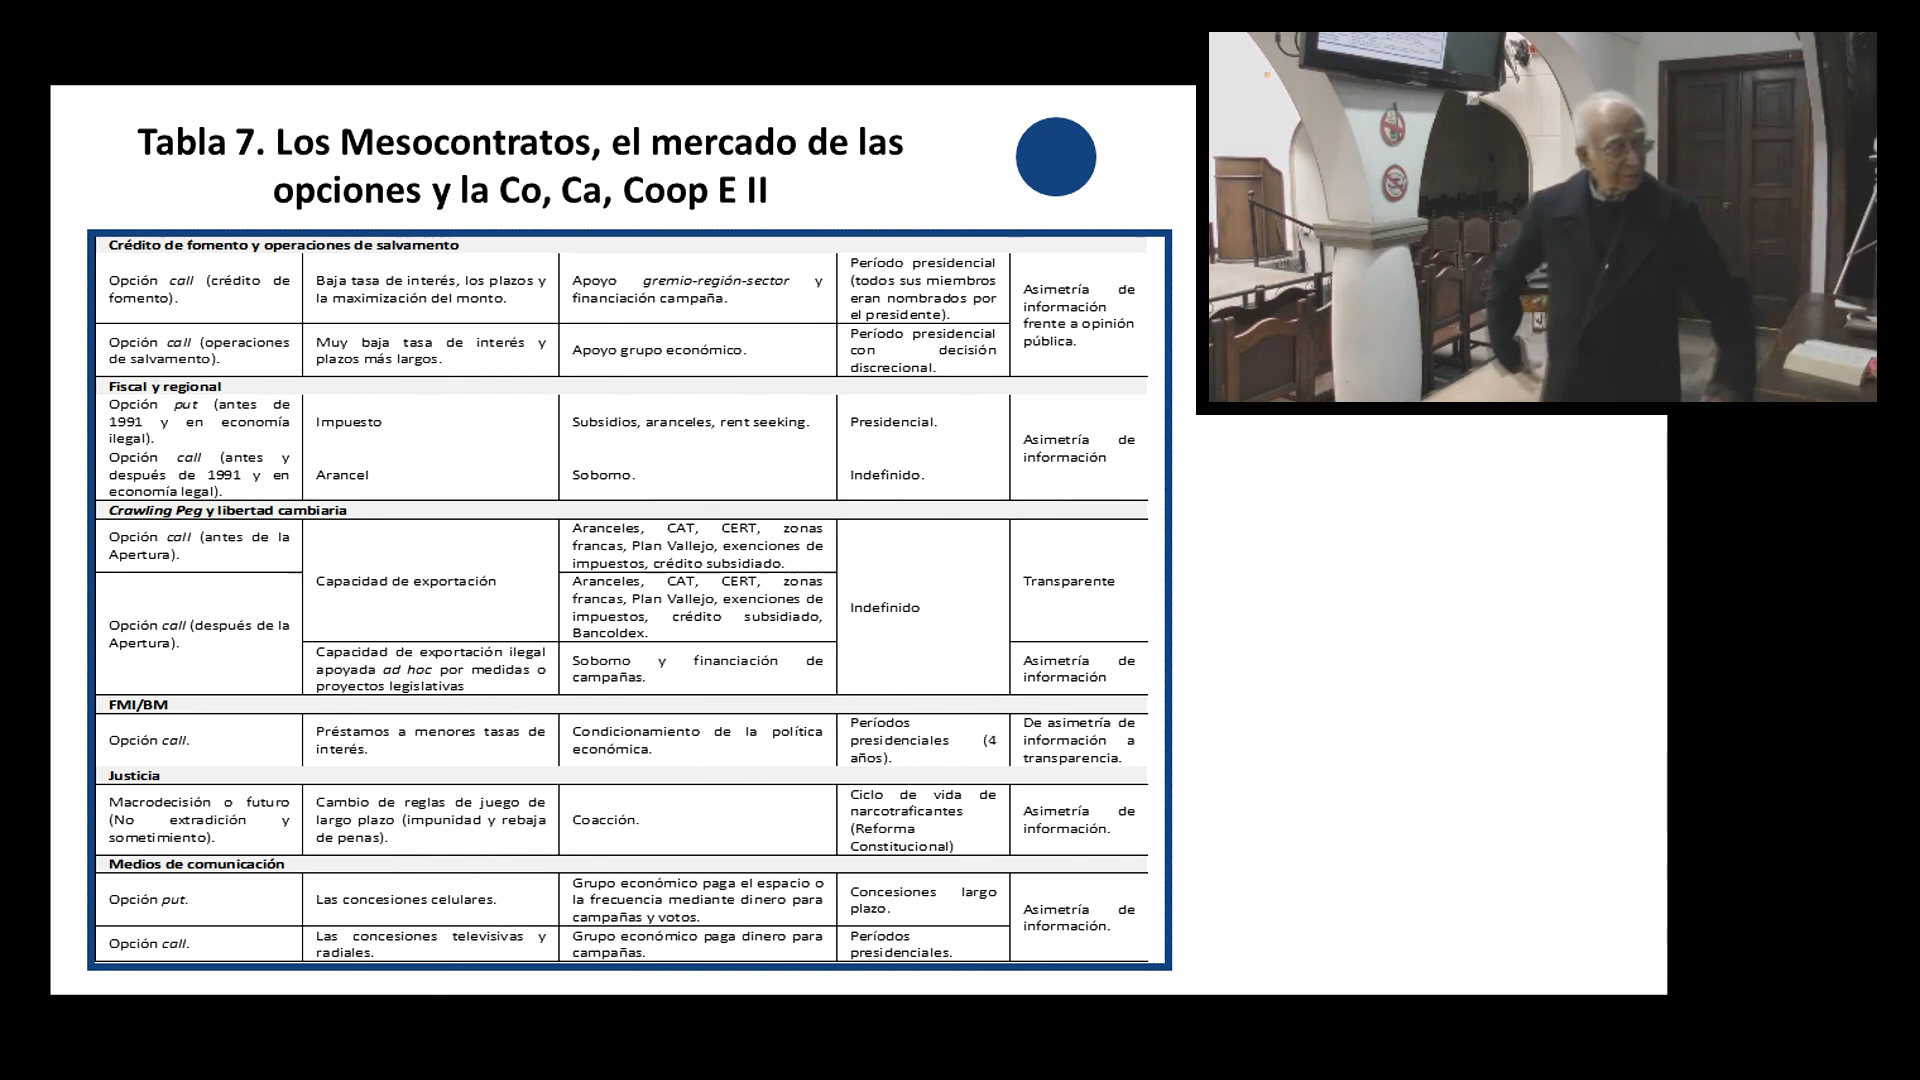 Tabla 7. Los Mesocontratos, el mercado de las
opciones y la Co, Ca, Coop E II
Crédito de fomento y operaciones de salvamento
Opción call (crédito de
fomento).
Baja tasa de interés, los plazos y
la maximización del monto.
Apoyo gremio-región-sector y
financiación campaña.
Período presidencial
(todos sus miembros
eran nombrados por
el presidente).
Asimetría de
información
frente a opinión
pública.
Opción call (operaciones
de salvamento).
Muy baja tasa de interés y
plazos más largos.
Apoyo grupo económico.
Período presidencial
con decisión
discrecional.
Fiscal y regional
Opción put (antes de
1991 y en economía
ilegal).
Impuesto
Subsidios, aranceles, rent seeking.
Presidencial.
Asimetría de
información
Opción call (antes y
después de 1991 y en
economía legal).
Arancel
Soborno.
Indefinido.
Crawling Peg y libertad cambiaria
Opción call (antes de la
Apertura).
Capacidad de exportación
Aranceles, CAT, CERT, zonas
francas, Plan Vallejo, exenciones de
impuestos, crédito subsidiado.
Indefinido
Transparente
Opción call (después de la
Apertura).
Aranceles, CAT, CERT, zonas
francas, Plan Vallejo, exenciones de
impuestos, crédito subsidiado,
Bancoldex.
Capacidad de exportación ilegal
apoyada ad hoc por medidas o
proyectos legislativas
Soborno y financiación de
campañas.
Asimetría de
información
FMI/BM
Opción call.
Préstamos a menores tasas de
interés.
Condicionamiento de la política
económica.
Períodos
presidenciales (4
años).
De asimetría de
información a
transparencia.
Justicia
Macrodecisión o futuro
(No extradición y
sometimiento).
Cambio de reglas de juego de
largo plazo (impunidad y rebaja
de penas).
Coacción.
Ciclo de vida de
narcotraficantes
(Reforma
Constitucional)
Asimetría de
información.
Medios de comunicación
Opción put.
Las concesiones celulares.
Grupo económico paga el espacio o
la frecuencia mediante dinero para
campañas y votos.
Concesiones largo
plazo.
Asimetría de
información.
Opción call.
Las concesiones televisivas y
radiales.
Grupo económico paga dinero para
campañas.
Períodos
presidenciales.